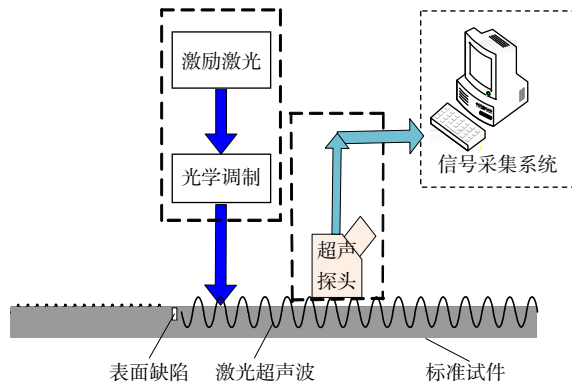 激励激光
光学调制
信号采集系统
超声
探头
表面缺陷
激光超声波
标准试件